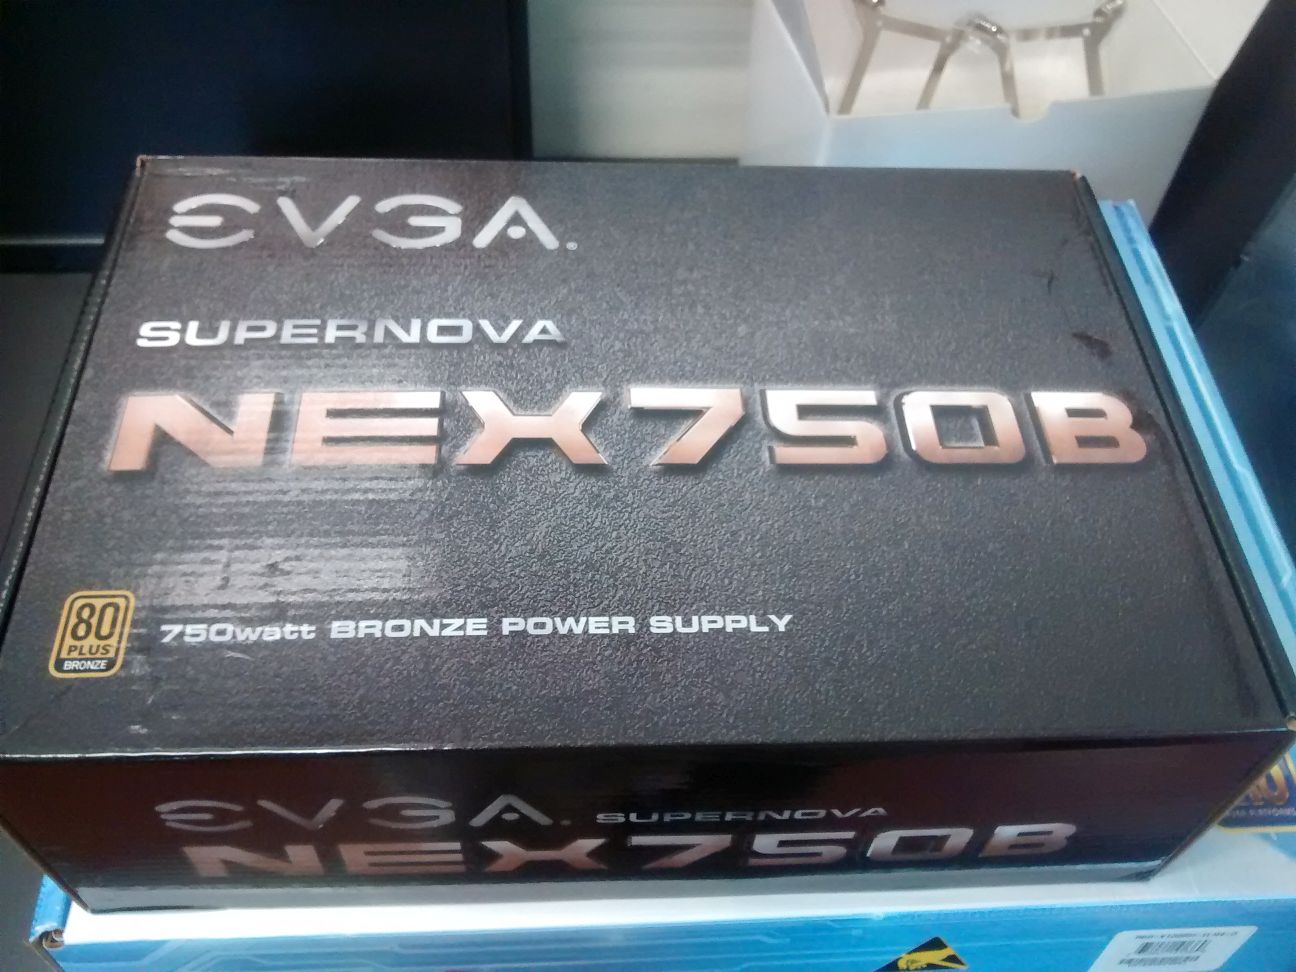 EVGA®
SUPERNOVA
NEX750B
80
PLUS
BRONZE
750watt BRONZE POWER SUPPLY
EVGA. SUPERNOVA
NEX750B